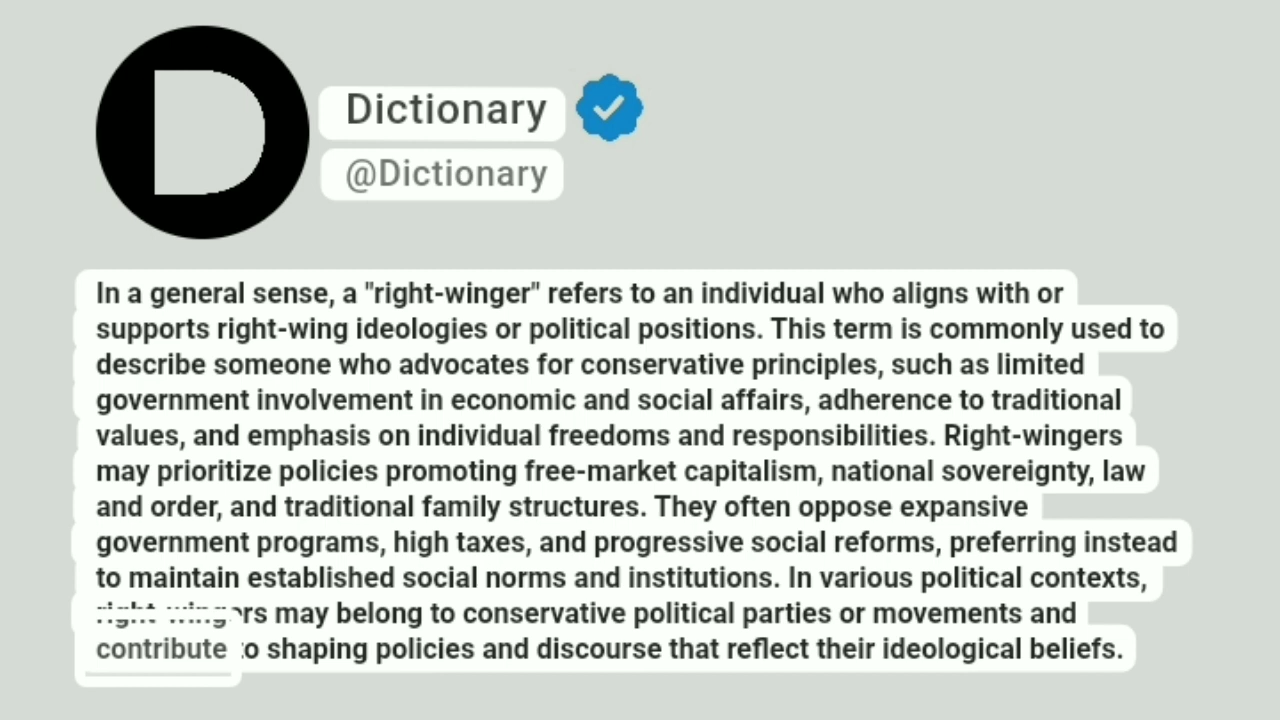 D
Dictionary
@Dictionary
In a general sense, a "right-winger" refers to an individual who aligns with or
supports right-wing ideologies or political positions. This term is commonly used to
describe someone who advocates for conservative principles, such as limited
government involvement in economic and social affairs, adherence to traditional
values, and emphasis on individual freedoms and responsibilities. Right-wingers
may prioritize policies promoting free-market capitalism, national sovereignty, law
and order, and traditional family structures. They often oppose expansive
government programs, high taxes, and progressive social reforms, preferring instead
to maintain established social norms and institutions. In various political contexts,
right-wingers may belong to conservative political parties or movements and
contribute to shaping policies and discourse that reflect their ideological beliefs.